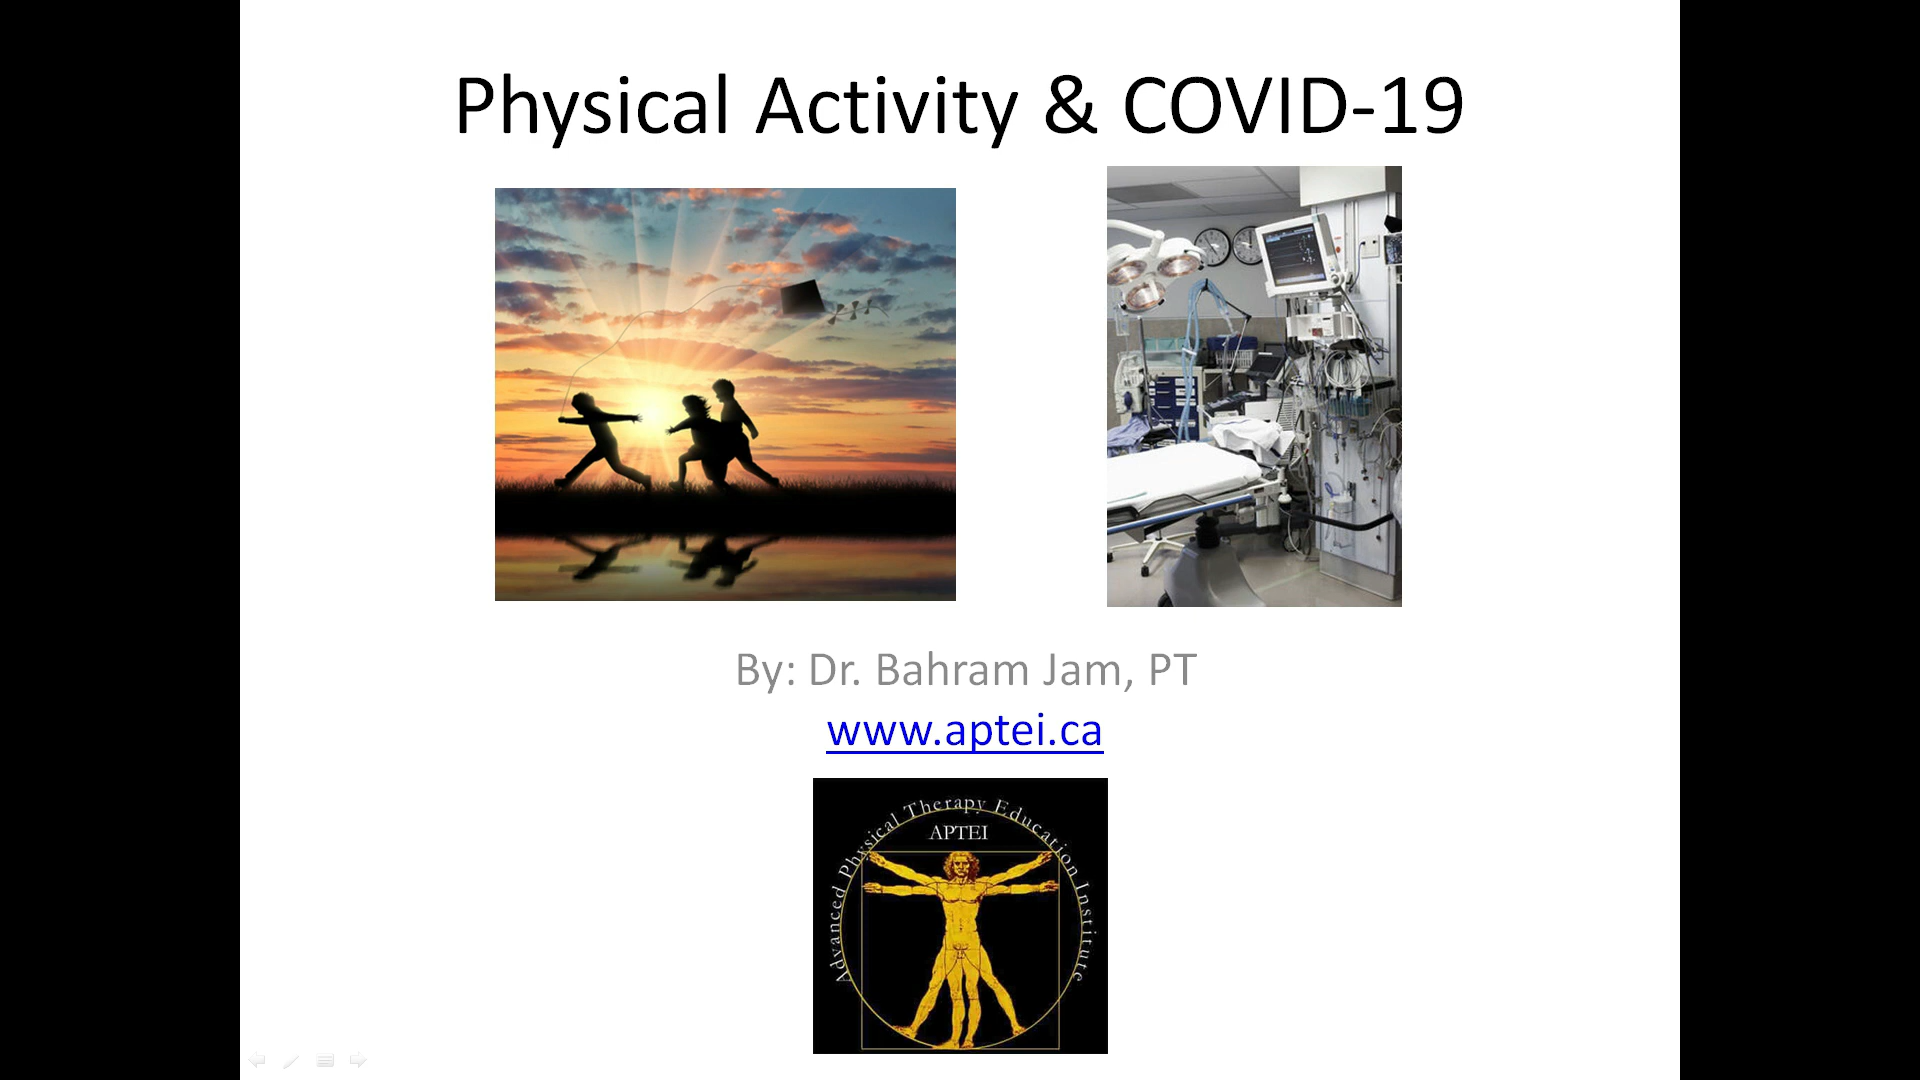 Physical Activity & COVID-19
By: Dr. Bahram Jam, PT
www.aptei.ca
Advanced Physical Therapy Education Institute
APTEI